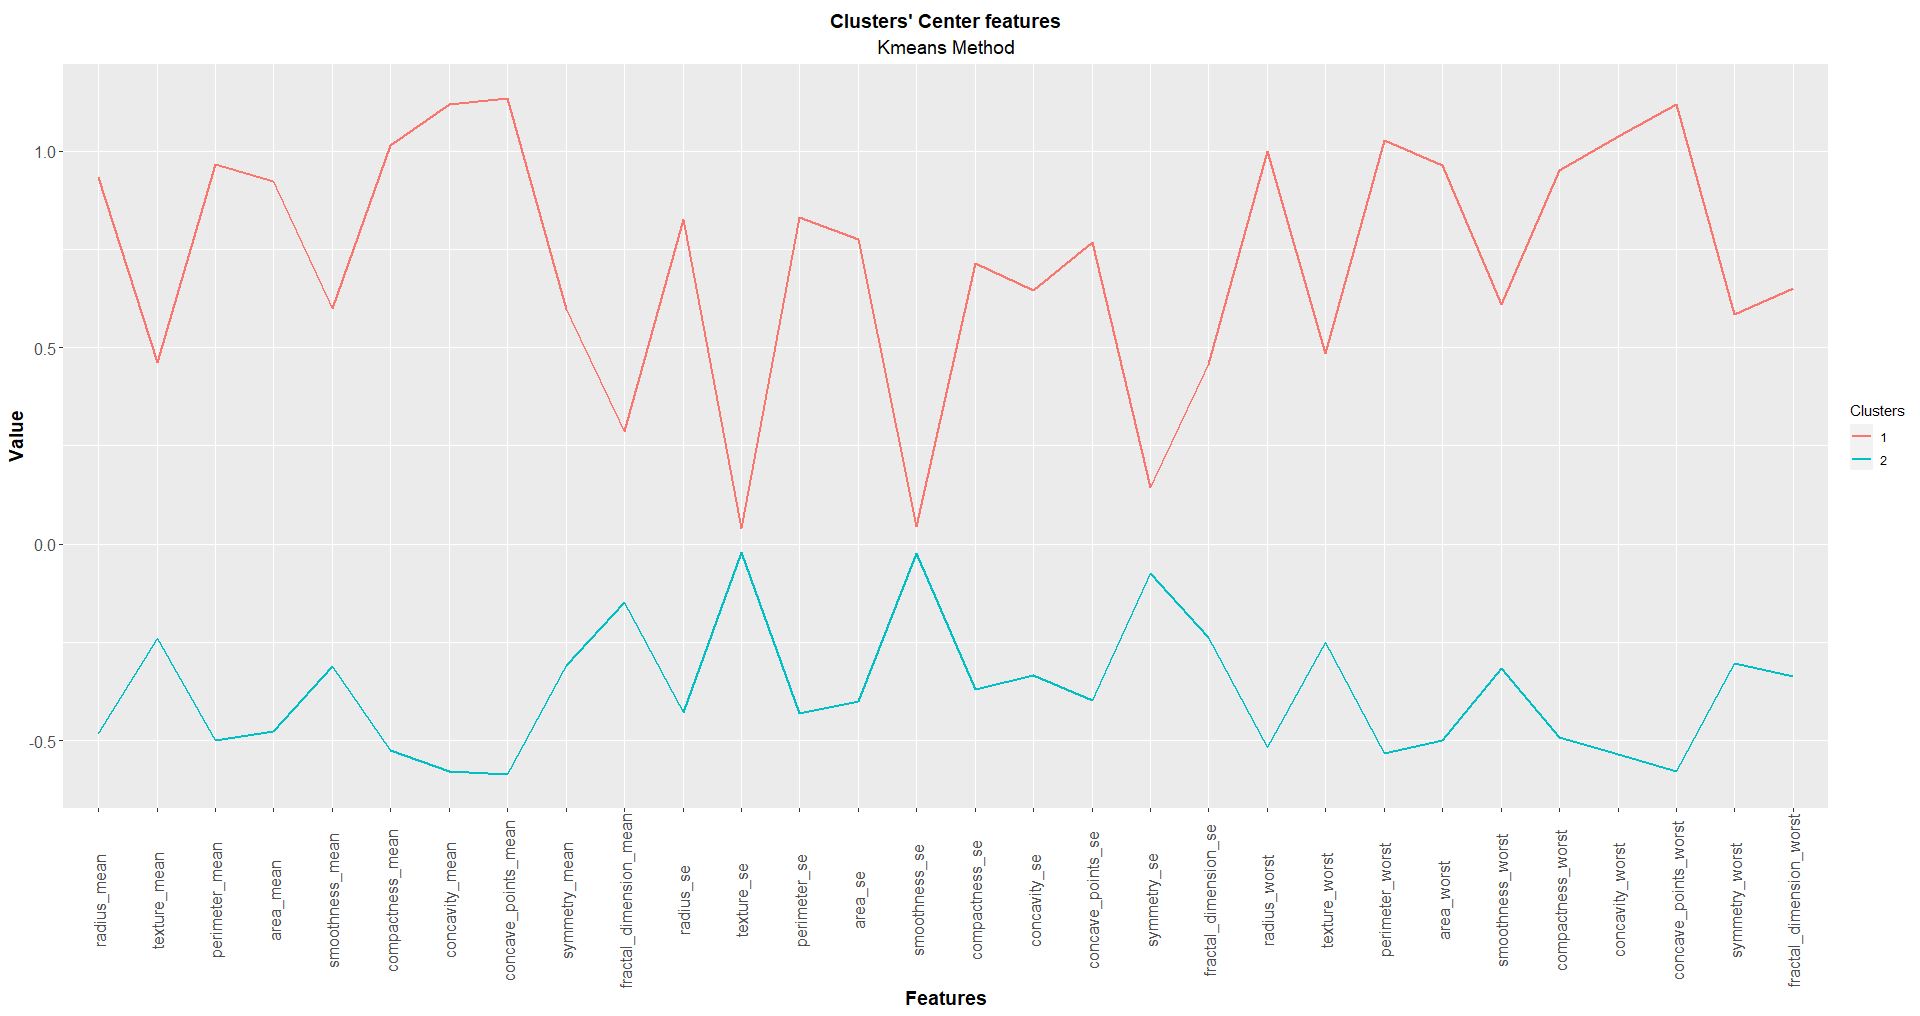 Clusters' Center features
Kmeans Method
Value
1.0
0.5
0.0
-0.5
radius_mean
texture_mean
perimeter_mean
area_mean
smoothness_mean
compactness_mean
concavity_mean
concave_points_mean
symmetry_mean
fractal_dimension_mean
radius_se
texture_se
perimeter_se
area_se
smoothness_se
compactness_se
concavity_se
concave_points_se
symmetry_se
fractal_dimension_se
radius_worst
texture_worst
perimeter_worst
area_worst
smoothness_worst
compactness_worst
concavity_worst
concave_points_worst
symmetry_worst
fractal_dimension_worst
Features
Clusters
1
2